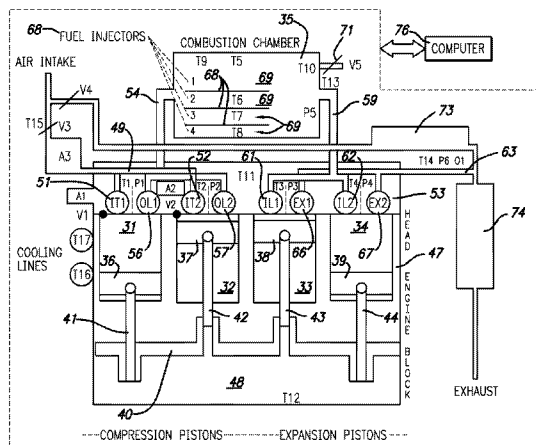 68
FUEL INJECTORS
COMBUSTION CHAMBER
35
71
76
COMPUTER
AIR INTAKE
T9 T5
T10
V5
T13
1
68
69
54
2
T6
69
59
V4
3
T7
P5
73
T15
V3
4
T8
69
49
A3
52
61
T11
62
T14 P6 O1
63
51
T1 P1
A2
T2 P2
T3 P3
T4 P4
A1
IT1
OL1
IT2
OL2
IL1
EX1
IL2
EX2
53
V1
V2
31
56
57
66
34
67
74
T17
COOLING LINES
T16
36
37
38
39
HEAD
47
32
33
41
42
43
44
ENGINE BLOCK
48
40
T12
EXHAUST
COMPRESSION PISTONS
EXPANSION PISTONS